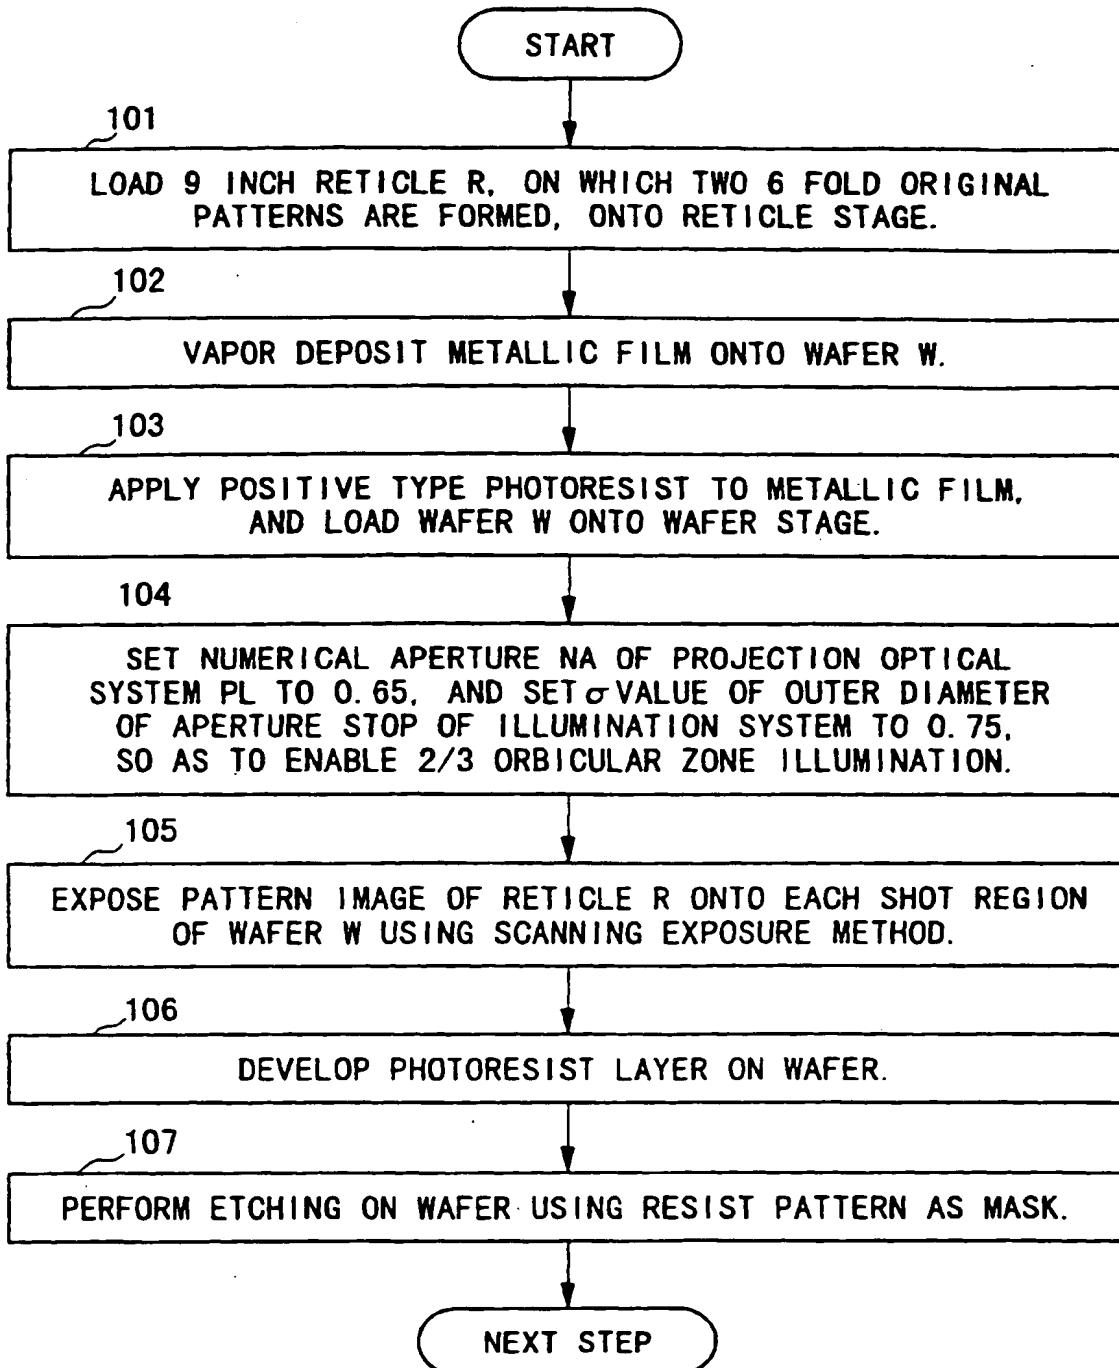 START
101
LOAD 9 INCH RETICLE R, ON WHICH TWO 6 FOLD ORIGINAL
PATTERNS ARE FORMED, ONTO RETICLE STAGE.
102
VAPOR DEPOSIT METALLIC FILM ONTO WAFER W.
103
APPLY POSITIVE TYPE PHOTORESIST TO METALLIC FILM,
AND LOAD WAFER W ONTO WAFER STAGE.
104
SET NUMERICAL APERTURE NA OF PROJECTION OPTICAL
SYSTEM PL TO 0.65, AND SET σ VALUE OF OUTER DIAMETER
OF APERTURE STOP OF ILLUMINATION SYSTEM TO 0.75,
SO AS TO ENABLE 2/3 ORBICULAR ZONE ILLUMINATION.
105
EXPOSE PATTERN IMAGE OF RETICLE R ONTO EACH SHOT REGION
OF WAFER W USING SCANNING EXPOSURE METHOD.
106
DEVELOP PHOTORESIST LAYER ON WAFER.
107
PERFORM ETCHING ON WAFER USING RESIST PATTERN AS MASK.
NEXT STEP